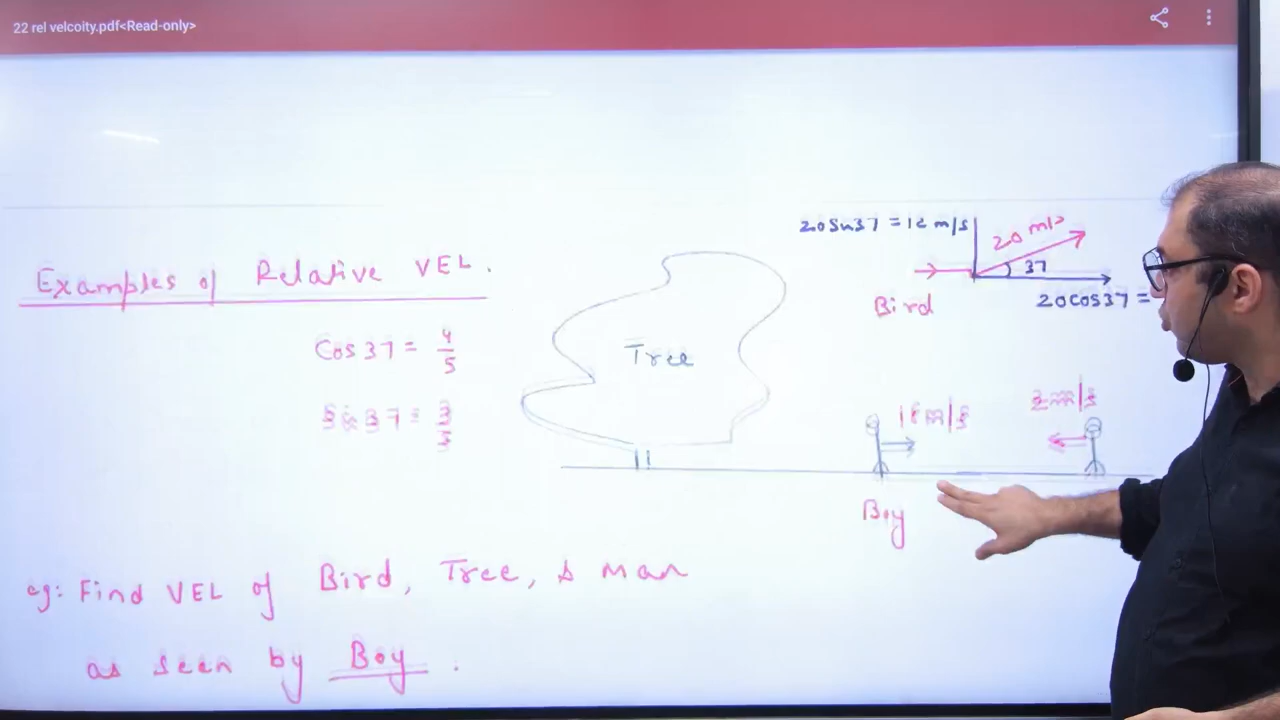 22 rel velcoity.pdf<Read-only>
20Sin37 = 12 m/s
20 m/s
37
20cos37 =
Bird
Examples of Relative VEL.
Cos 37 = 4/5
Tree
Boy
eg: Find VEL of Bird, Tree, & man
as seen by Boy.